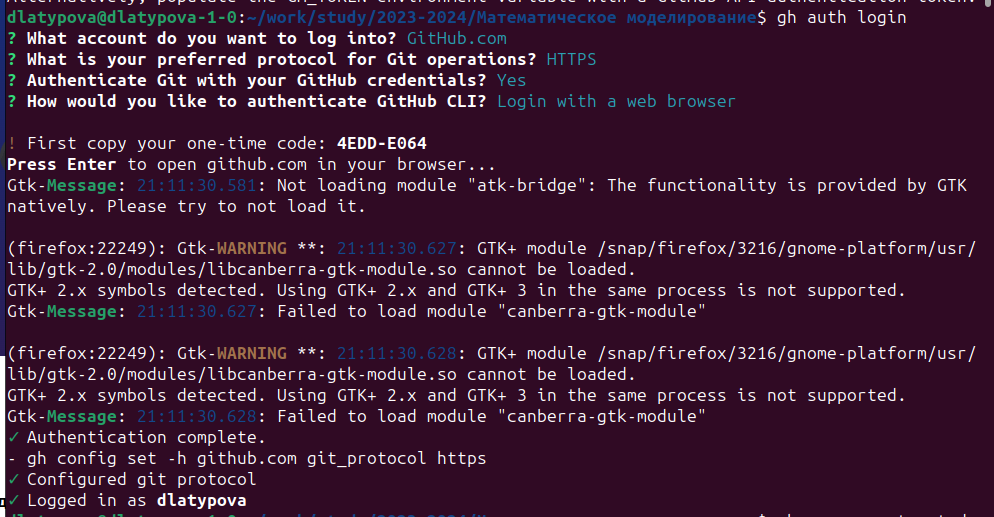 Alternatively, populate the GH_TOKEN environment variable with a GitHub API authentication token.
dlatypova@dlatypova-1-0:~/work/study/2023-2024/Математическое моделирование$ gh auth login
? What account do you want to log into? GitHub.com
? What is your preferred protocol for Git operations? HTTPS
? Authenticate Git with your GitHub credentials? Yes
? How would you like to authenticate GitHub CLI? Login with a web browser
! First copy your one-time code: 4EDD-E064
Press Enter to open github.com in your browser...
Gtk-Message: 21:11:30.581: Not loading module "atk-bridge": The functionality is provided by GTK
natively. Please try to not load it.
(firefox:22249): Gtk-WARNING **: 21:11:30.627: GTK+ module /snap/firefox/3216/gnome-platform/usr/
lib/gtk-2.0/modules/libcanberra-gtk-module.so cannot be loaded.
GTK+ 2.x symbols detected. Using GTK+ 2.x and GTK+ 3 in the same process is not supported.
Gtk-Message: 21:11:30.627: Failed to load module "canberra-gtk-module"
(firefox:22249): Gtk-WARNING **: 21:11:30.628: GTK+ module /snap/firefox/3216/gnome-platform/usr/
lib/gtk-2.0/modules/libcanberra-gtk-module.so cannot be loaded.
GTK+ 2.x symbols detected. Using GTK+ 2.x and GTK+ 3 in the same process is not supported.
Gtk-Message: 21:11:30.628: Failed to load module "canberra-gtk-module"
✓ Authentication complete.
- gh config set -h github.com git_protocol https
✓ Configured git protocol
✓ Logged in as dlatypova